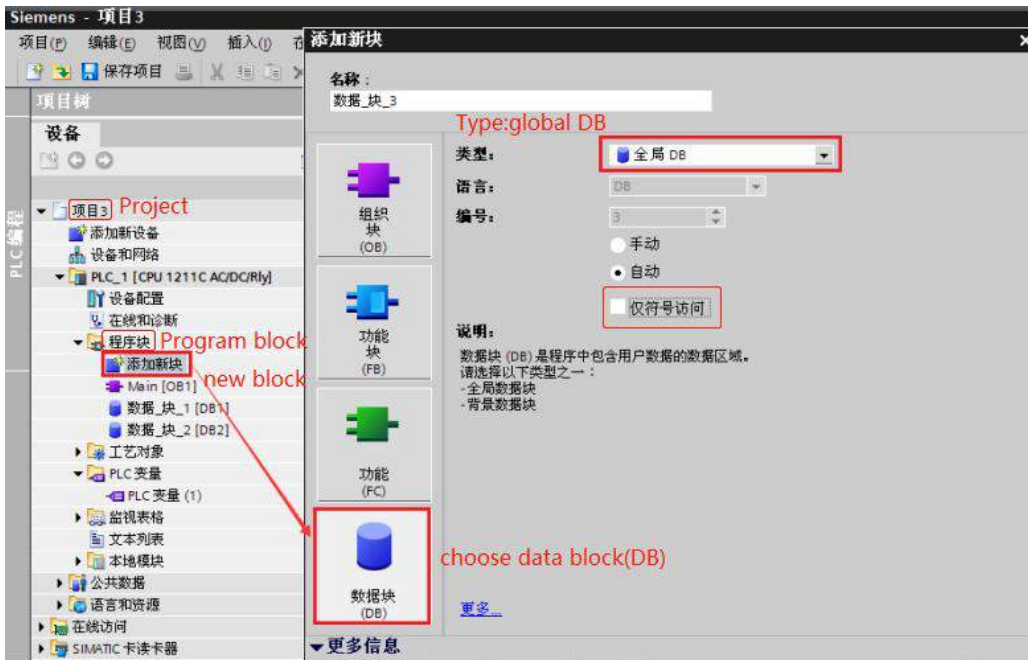 Siemens - 项目3
项目(P) 编辑(E) 视图(V) 插入(I) 在
保存项目
项目树
设备
PLC 编程
项目3 Project
添加新设备
设备和网络
PLC_1 [CPU 1211C AC/DC/Rly]
设备配置
在线和诊断
程序块 Program block
添加新块
new block
Main [OB1]
数据_块_1 [DB1]
数据_块_2 [DB2]
工艺对象
PLC 变量
PLC 变量 (1)
监视表格
文本列表
本地模块
公共数据
语言和资源
在线访问
SIMATIC 卡读卡器
添加新块
名称：
数据_块_3
Type:global DB
组织
块
(OB)
功能
块
(FB)
功能
(FC)
数据块
(DB)
类型：
全局 DB
语言：
DB
编号：
3
手动
自动
仅符号访问
说明：
数据块 (DB) 是程序中包含用户数据的数据区域。
请选择以下类型之一：
-全局数据块
-背景数据块
choose data block(DB)
更多...
更多信息